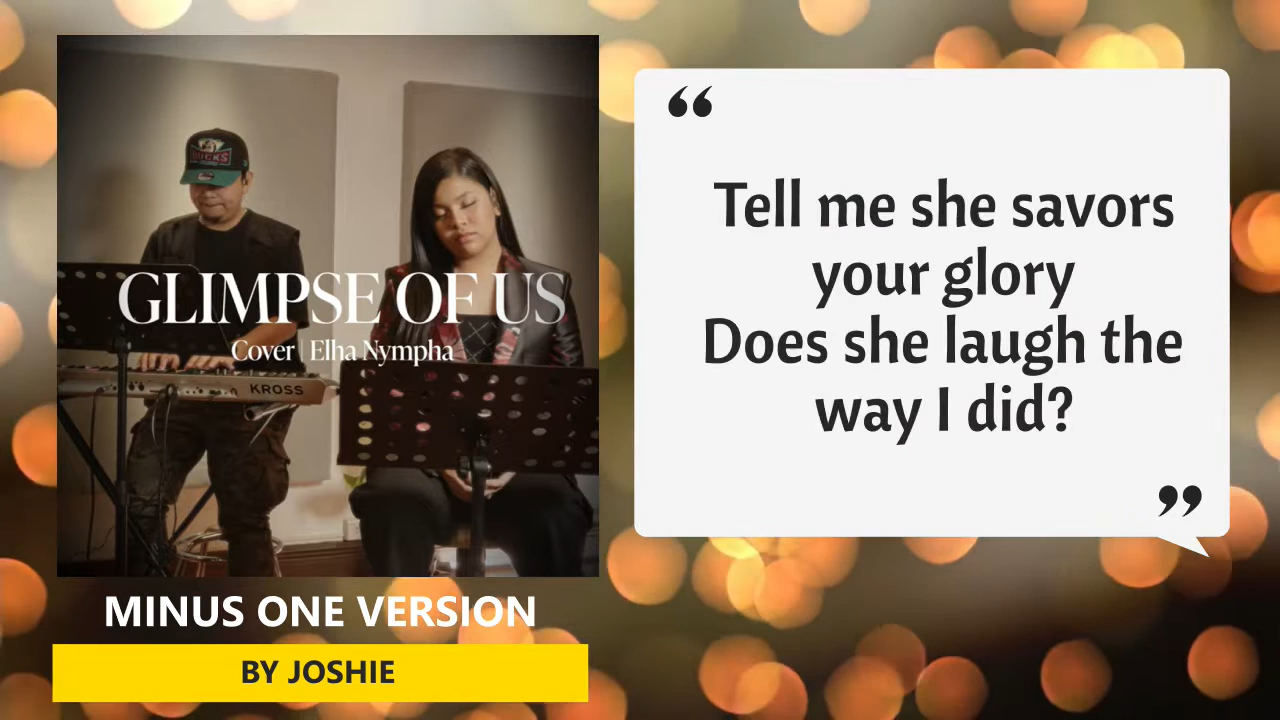 DUCKS
GLIMPSE OF US
Cover | Elha Nympha
KROSS
MINUS ONE VERSION
BY JOSHIE
“
Tell me she savors
your glory
Does she laugh the
way I did?
”